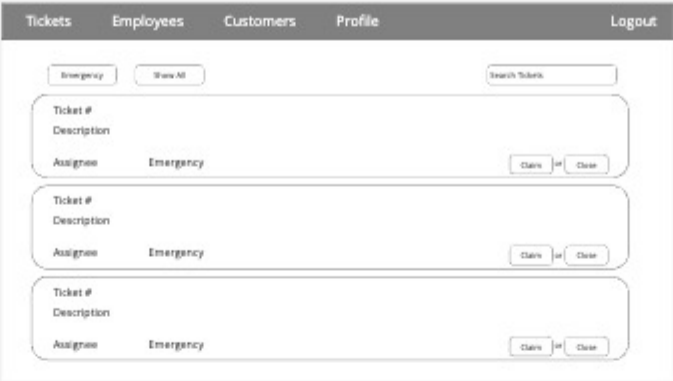 Tickets Employees Customers Profile Logout
Emergency Show All Search Tickets
Ticket #
Description
Assignee Emergency Claim or Close
Ticket #
Description
Assignee Emergency Claim or Close
Ticket #
Description
Assignee Emergency Claim or Close